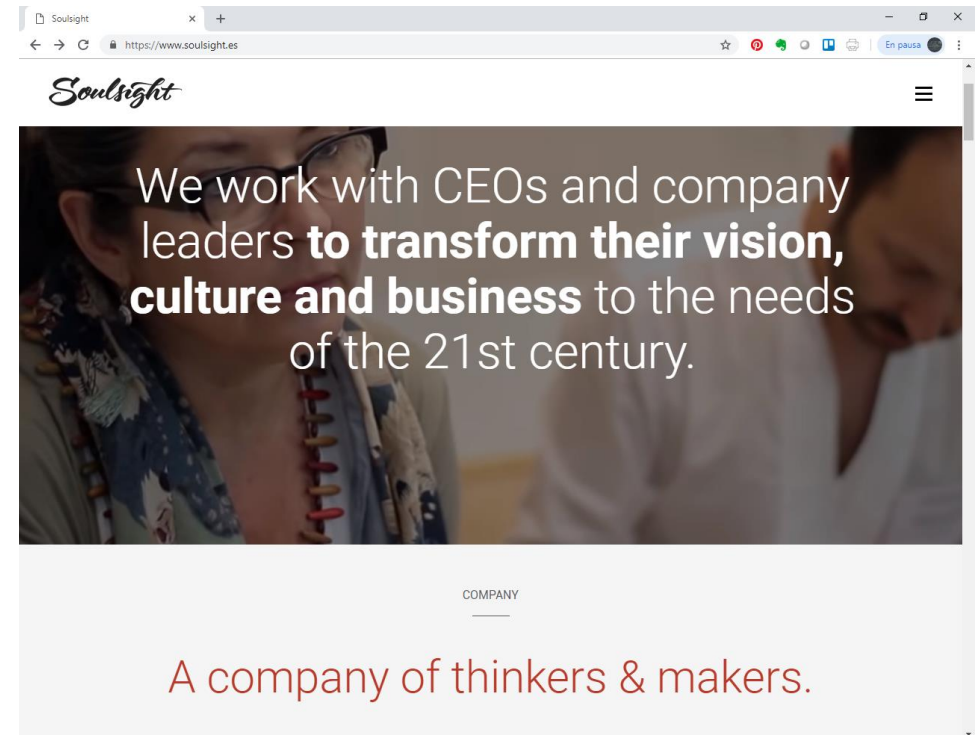 Soulsight
https://www.soulsight.es
En pausa
Soulsight
We work with CEOs and company
leaders to transform their vision,
culture and business to the needs
of the 21st century.
COMPANY
A company of thinkers & makers.